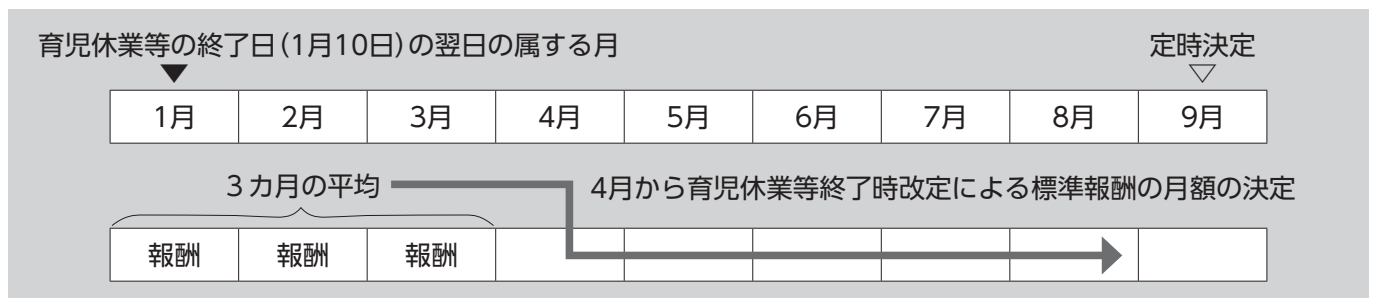 育児休業等の終了日(1月10日)の翌日の属する月
定時決定
1月 2月 3月 4月 5月 6月 7月 8月 9月
3カ月の平均
4月から育児休業等終了時改定による標準報酬の月額の決定
報酬 報酬 報酬